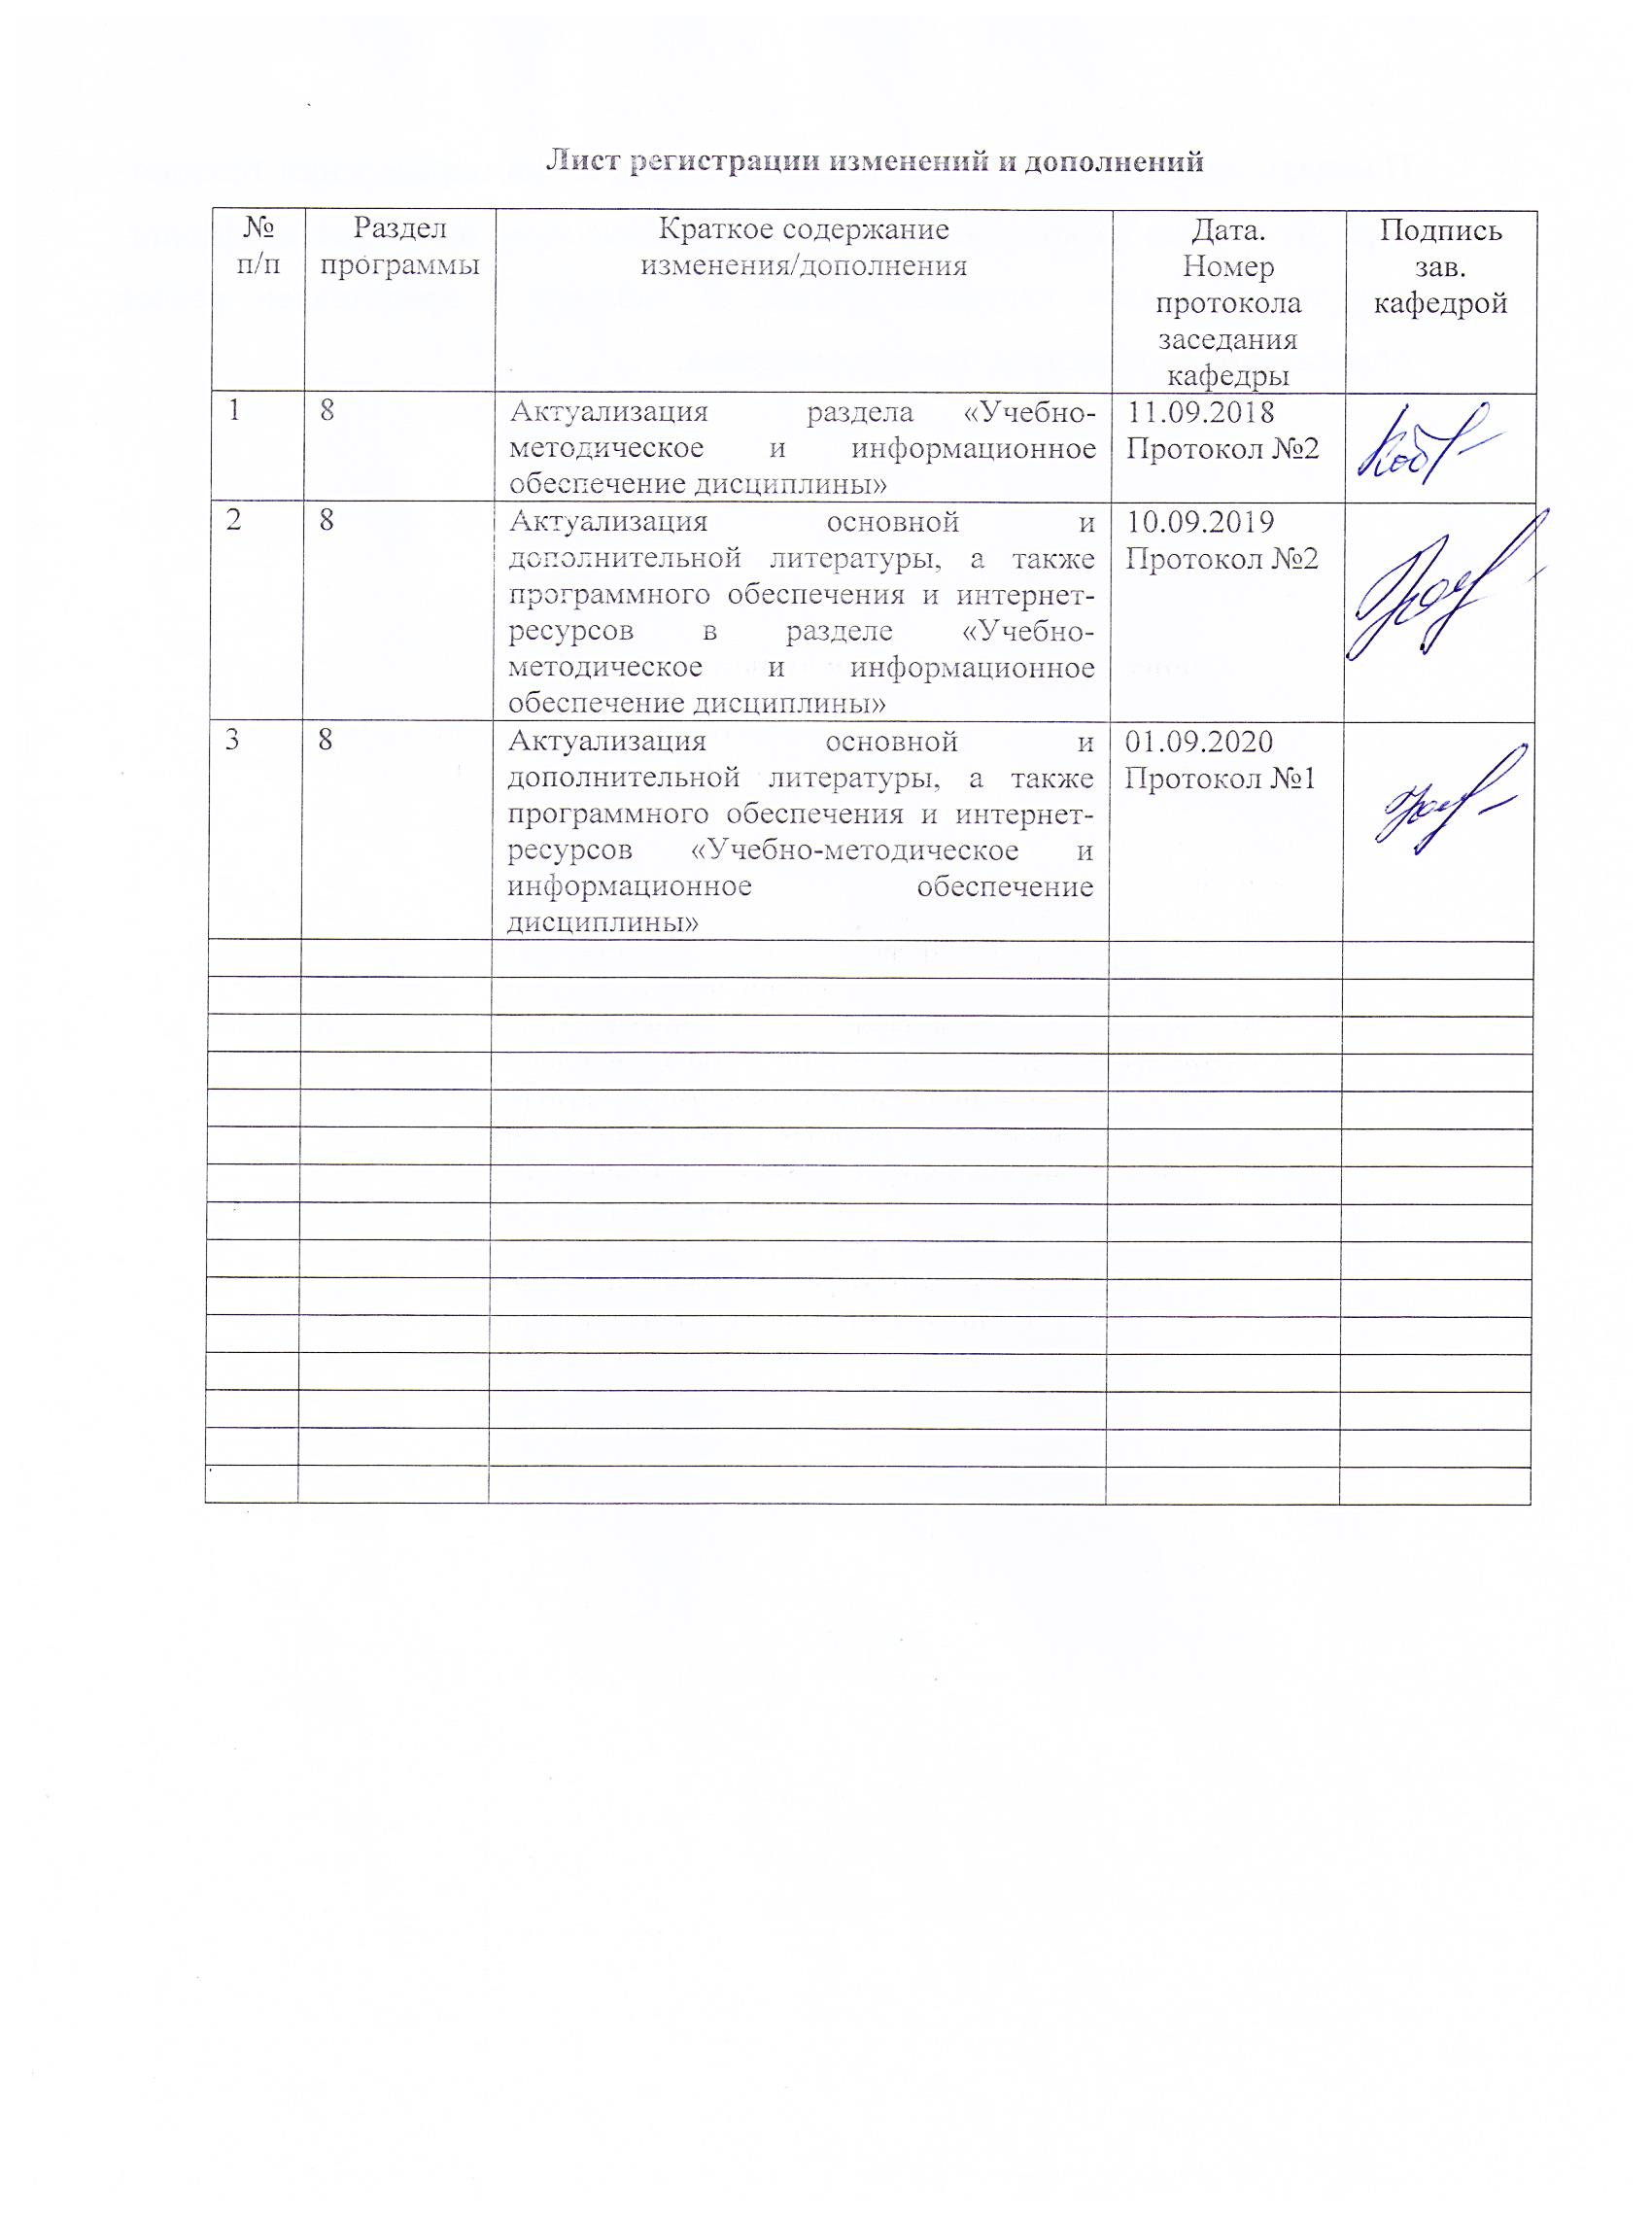 Лист регистрации изменений и дополнений
№
п/п
Раздел
программы
Краткое содержание
изменения/дополнения
Дата.
Номер
протокола
заседания
кафедры
Подпись
зав.
кафедрой
1
8
Актуализация раздела «Учебно-
методическое и информационное
обеспечение дисциплины»
11.09.2018
Протокол №2
2
8
Актуализация основной и
дополнительной литературы, а также
программного обеспечения и интернет-
ресурсов в разделе «Учебно-
методическое и информационное
обеспечение дисциплины»
10.09.2019
Протокол №2
3
8
Актуализация основной и
дополнительной литературы, а также
программного обеспечения и интернет-
ресурсов «Учебно-методическое и
информационное обеспечение
дисциплины»
01.09.2020
Протокол №1